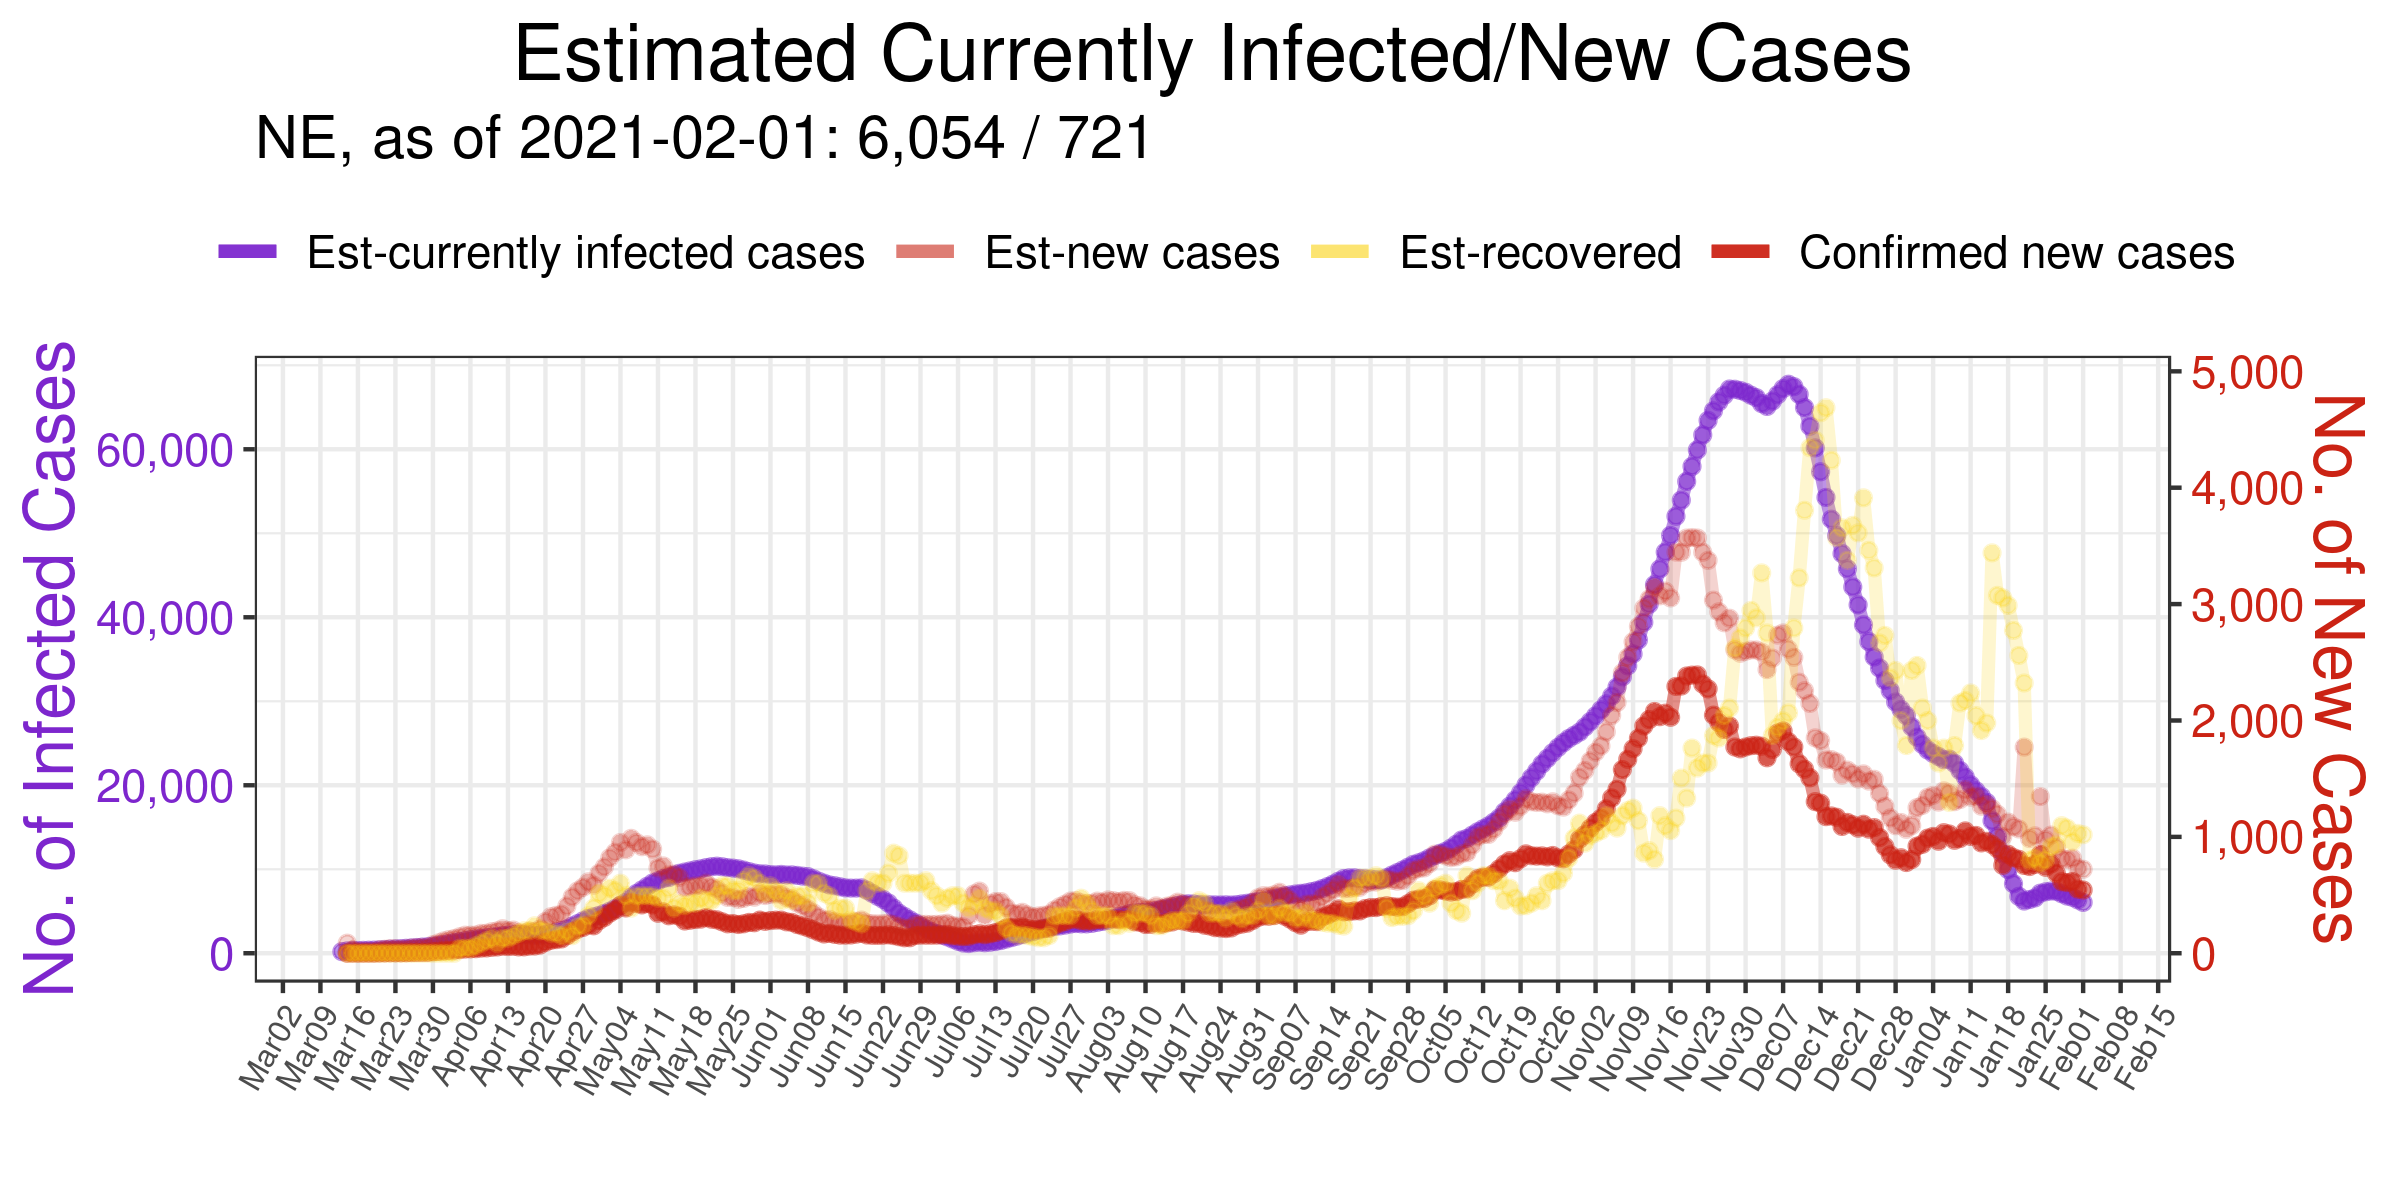 Estimated Currently Infected/New Cases
NE, as of 2021-02-01: 6,054 / 721
Est-currently infected cases
Est-new cases
Est-recovered
Confirmed new cases
No. of Infected Cases
60,000
40,000
20,000
0
5,000
4,000
3,000
2,000
1,000
0
No. of New Cases
Mar02
Mar09
Mar16
Mar23
Mar30
Apr06
Apr13
Apr20
Apr27
May04
May11
May18
May25
Jun01
Jun08
Jun15
Jun22
Jun29
Jul06
Jul13
Jul20
Jul27
Aug03
Aug10
Aug17
Aug24
Aug31
Sep07
Sep14
Sep21
Sep28
Oct05
Oct12
Oct19
Oct26
Nov02
Nov09
Nov16
Nov23
Nov30
Dec07
Dec14
Dec21
Dec28
Jan04
Jan11
Jan18
Jan25
Feb01
Feb08
Feb15